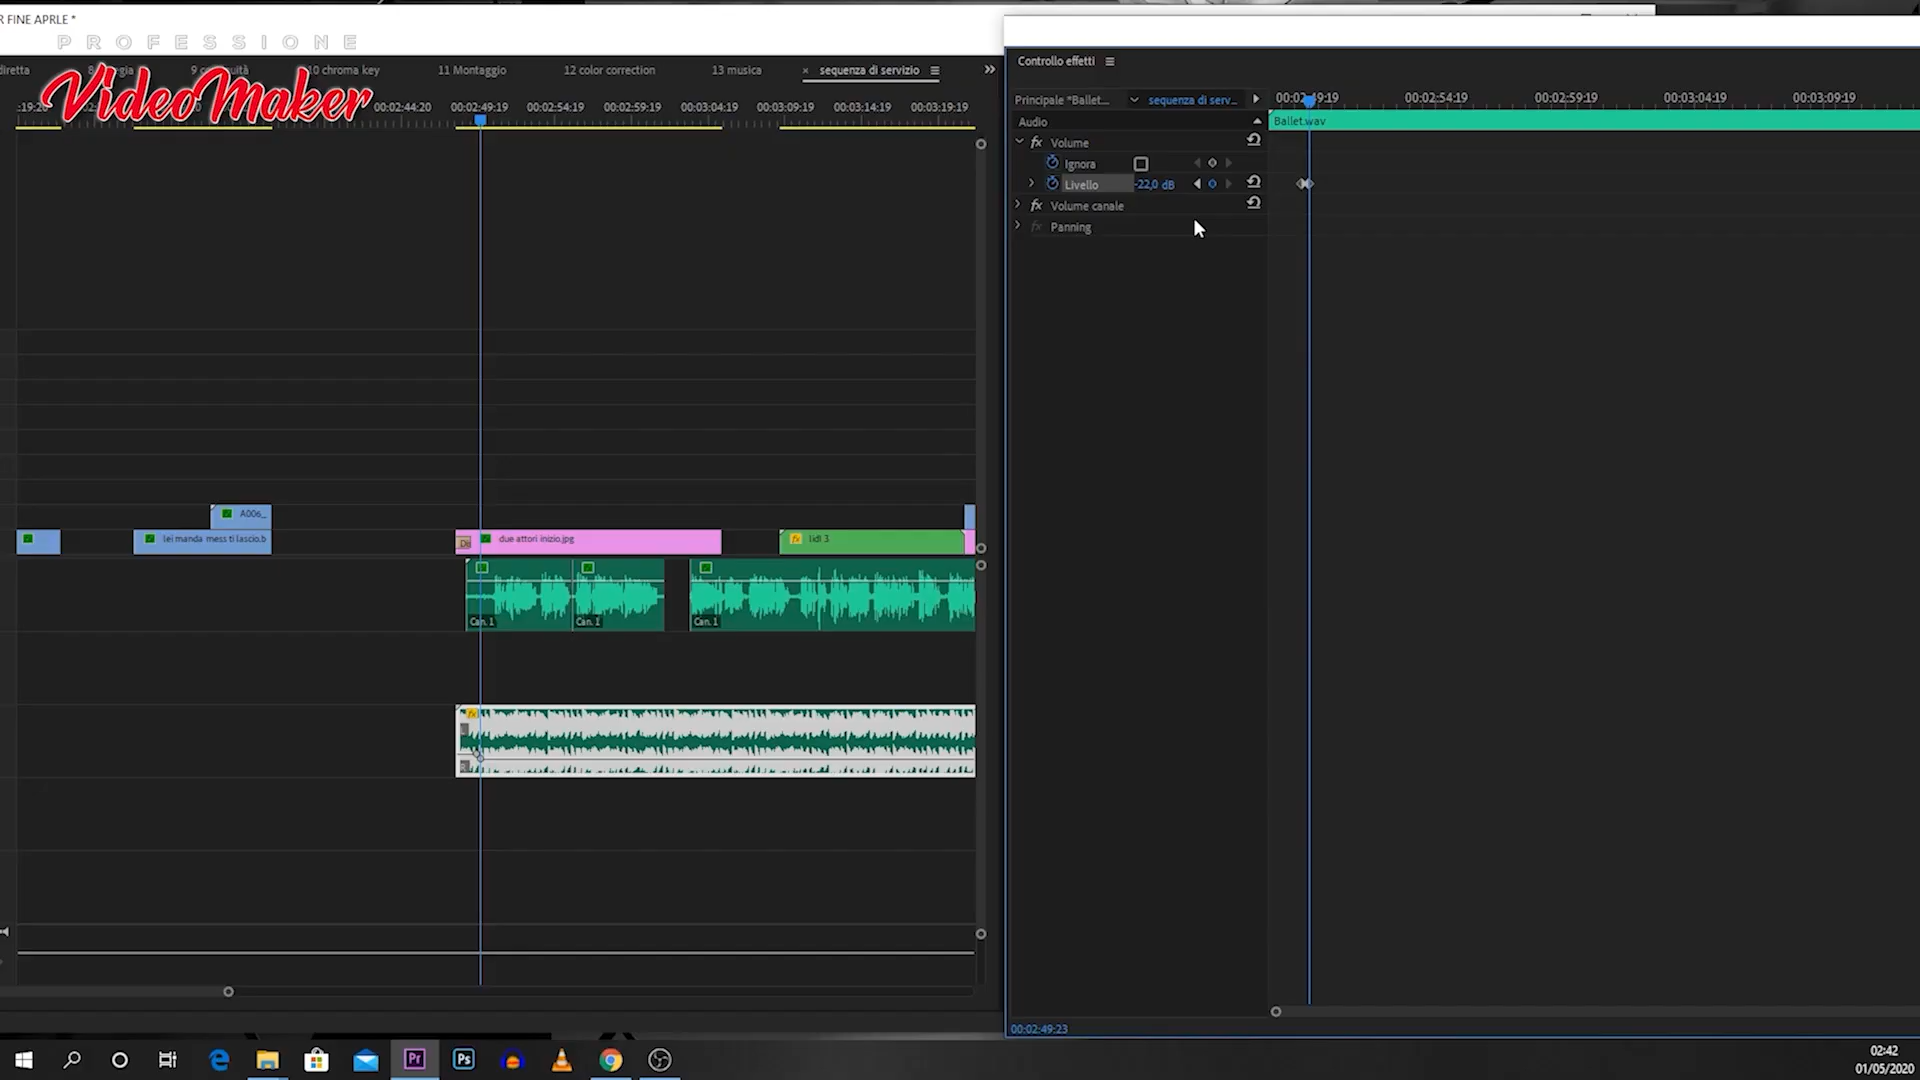 R FINE APRLE *
PROFESSIONE
VideoMaker
diretta
10 chroma key
11 Montaggio
12 color correction
13 musica
× sequenza di servizio
:19:20
00:02:44:20
00:02:49:19
00:02:54:19
00:02:59:19
00:03:04:19
00:03:09:19
00:03:14:19
00:03:19:19
A006_
lei manda mess ti lascio.b
due attori inizio.jpg
fx lidl 3
Can. 1
Can. 1
Can. 1
fx
L
R
Controllo effetti
Principale *Ballet...
sequenza di serv...
00:02:49:19
00:02:54:19
00:02:59:19
00:03:04:19
00:03:09:19
Audio
Ballet.wav
fx Volume
Ignora
Livello -22,0 dB
fx Volume canale
fx Panning
00:02:49:23
Pr
Ps
02:42
01/05/2020